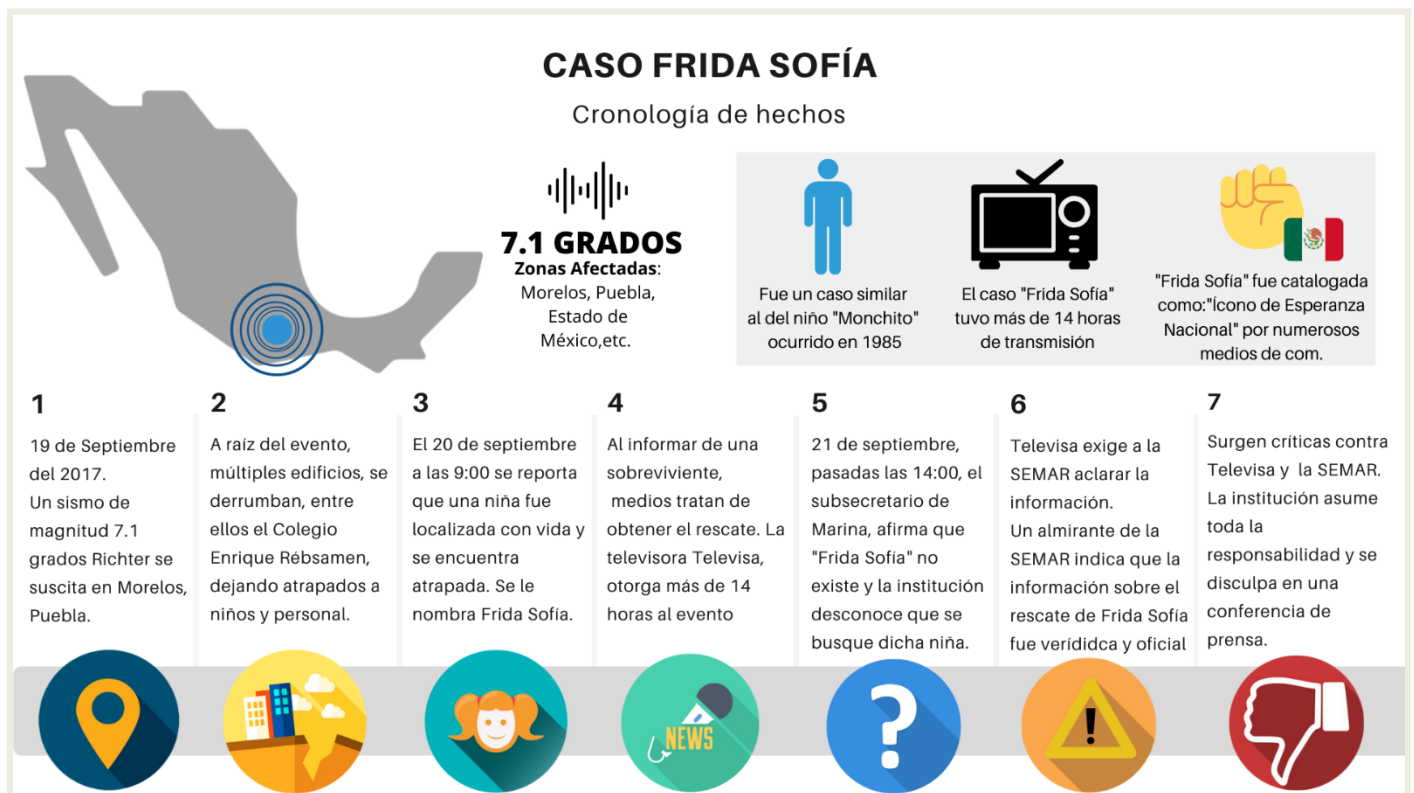 CASO FRIDA SOFÍA
Cronología de hechos
7.1 GRADOS
Zonas Afectadas:
Morelos, Puebla,
Estado de
México,etc.
Fue un caso similar
al del niño "Monchito"
ocurrido en 1985
El caso "Frida Sofía"
tuvo más de 14 horas
de transmisión
"Frida Sofía" fue catalogada
como:"Ícono de Esperanza
Nacional" por numerosos
medios de com.
1
19 de Septiembre
del 2017.
Un sismo de
magnitud 7.1
grados Richter se
suscita en Morelos,
Puebla.
2
A raíz del evento,
múltiples edificios, se
derrumban, entre
ellos el Colegio
Enrique Rébsamen,
dejando atrapados a
niños y personal.
3
El 20 de septiembre
a las 9:00 se reporta
que una niña fue
localizada con vida y
se encuentra
atrapada. Se le
nombra Frida Sofía.
4
Al informar de una
sobreviviente,
medios tratan de
obtener el rescate. La
televisora Televisa,
otorga más de 14
horas al evento
5
21 de septiembre,
pasadas las 14:00, el
subsecretario de
Marina, afirma que
"Frida Sofía" no
existe y la institución
desconoce que se
busque dicha niña.
6
Televisa exige a la
SEMAR aclarar la
información.
Un almirante de la
SEMAR indica que la
información sobre el
rescate de Frida Sofía
fue verídidca y oficial
7
Surgen críticas contra
Televisa y la SEMAR.
La institución asume
toda la
responsabilidad y se
disculpa en una
conferencia de
prensa.
NEWS